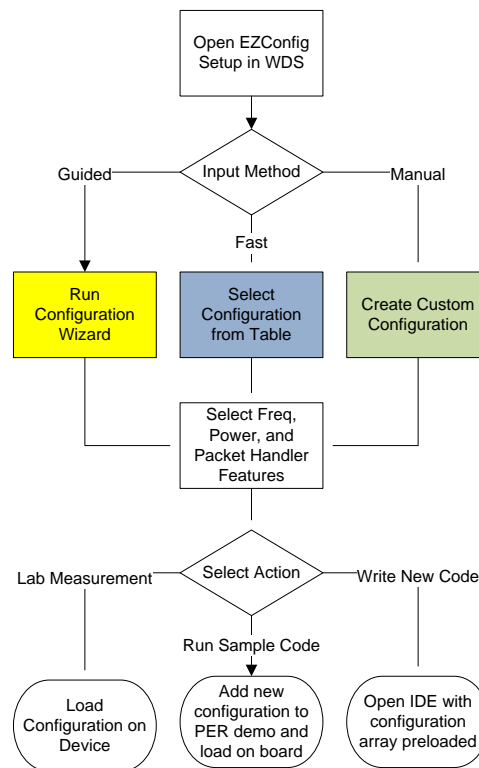 Open EZConfig
Setup in WDS
Input Method
Guided
Manual
Fast
Run
Configuration
Wizard
Select
Configuration
from Table
Create Custom
Configuration
Select Freq,
Power, and
Packet Handler
Features
Select Action
Lab Measurement
Write New Code
Run Sample Code
Load
Configuration on
Device
Add new
configuration to
PER demo and
load on board
Open IDE with
configuration
array preloaded